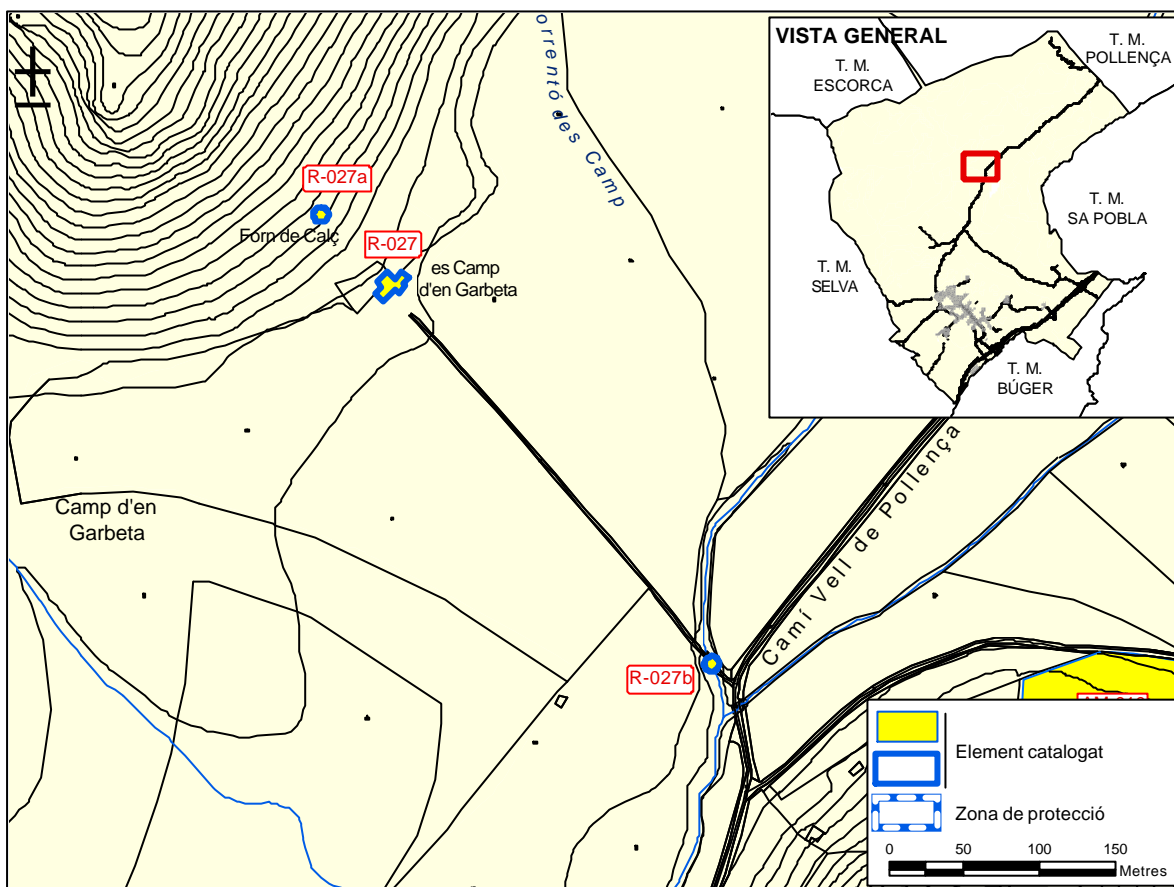 VISTA GENERAL
T. M.
ESCORCA
T. M.
POLLENÇA
T. M.
SA POBLA
T. M.
SELVA
T. M.
BÚGER
orrentó des Camp
R-027a
Forn de Calç
R-027
es Camp
d'en Garbeta
Camp d'en
Garbeta
Camí Vell de Pollença
R-027b
Element catalogat
Zona de protecció
0 50 100 150
Metres